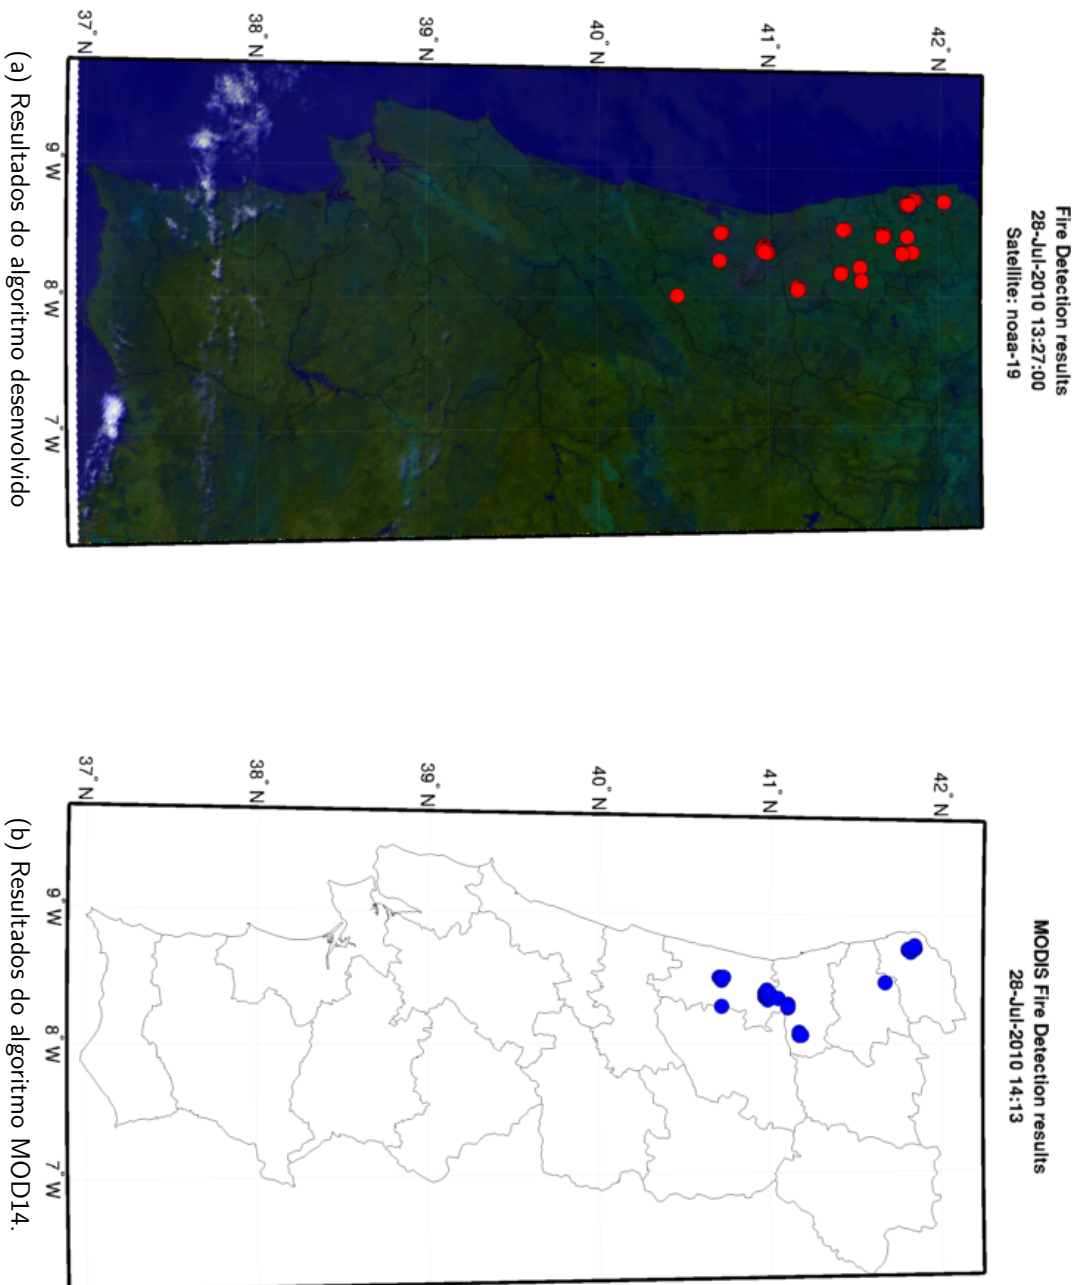 Fire Detection results
28-Jul-2010 13:27:00
Satellite: noaa-19
42° N
41° N
40° N
39° N
38° N
37° N
9° W
8° W
7° W
(a) Resultados do algoritmo desenvolvido
MODIS Fire Detection results
28-Jul-2010 14:13
42° N
41° N
40° N
39° N
38° N
37° N
9° W
8° W
7° W
(b) Resultados do algoritmo MOD14.